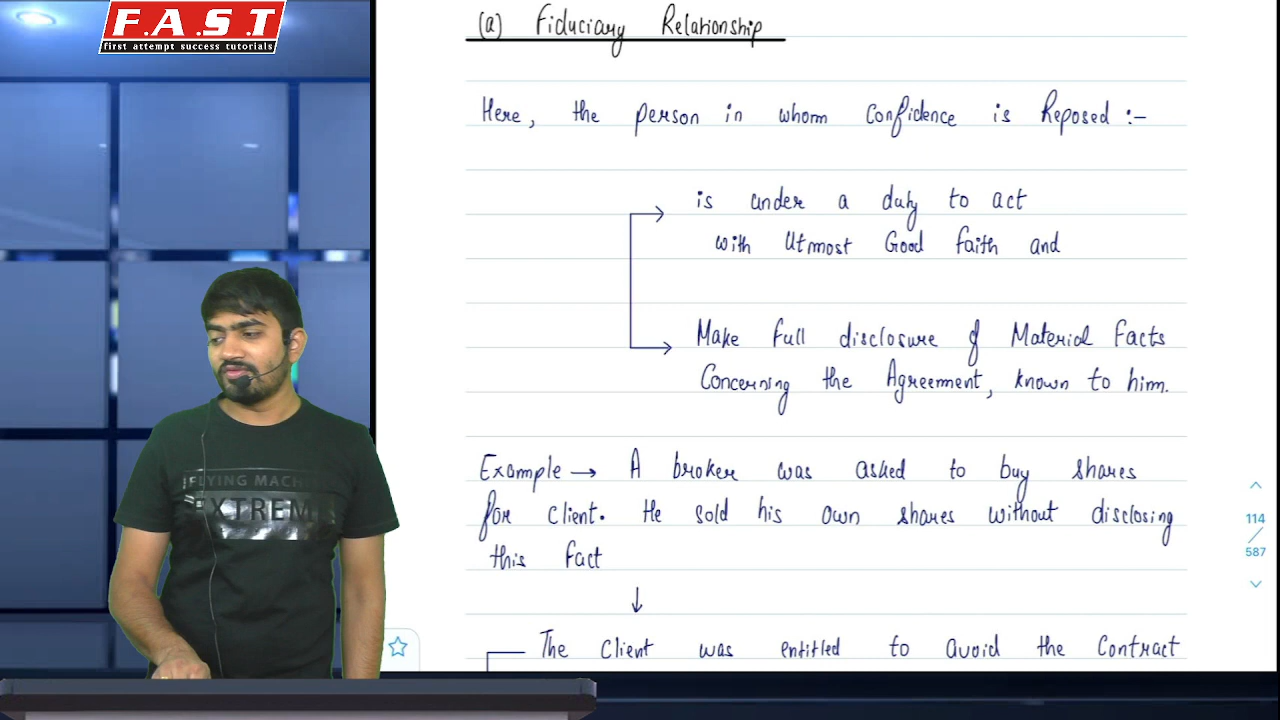 F.A.S.T
first attempt success tutorials
(a) Fiduciary Relationship
Here, the person in whom confidence is Reposed :-
is under a duty to act
with Utmost Good faith and
Make full disclosure of Material Facts
Concerning the Agreement, known to him.
Example → A broker was asked to buy shares
for client. He sold his own shares without disclosing
this fact
The client was entitled to avoid the Contract
FLYING MACH
EXTREM
114
587